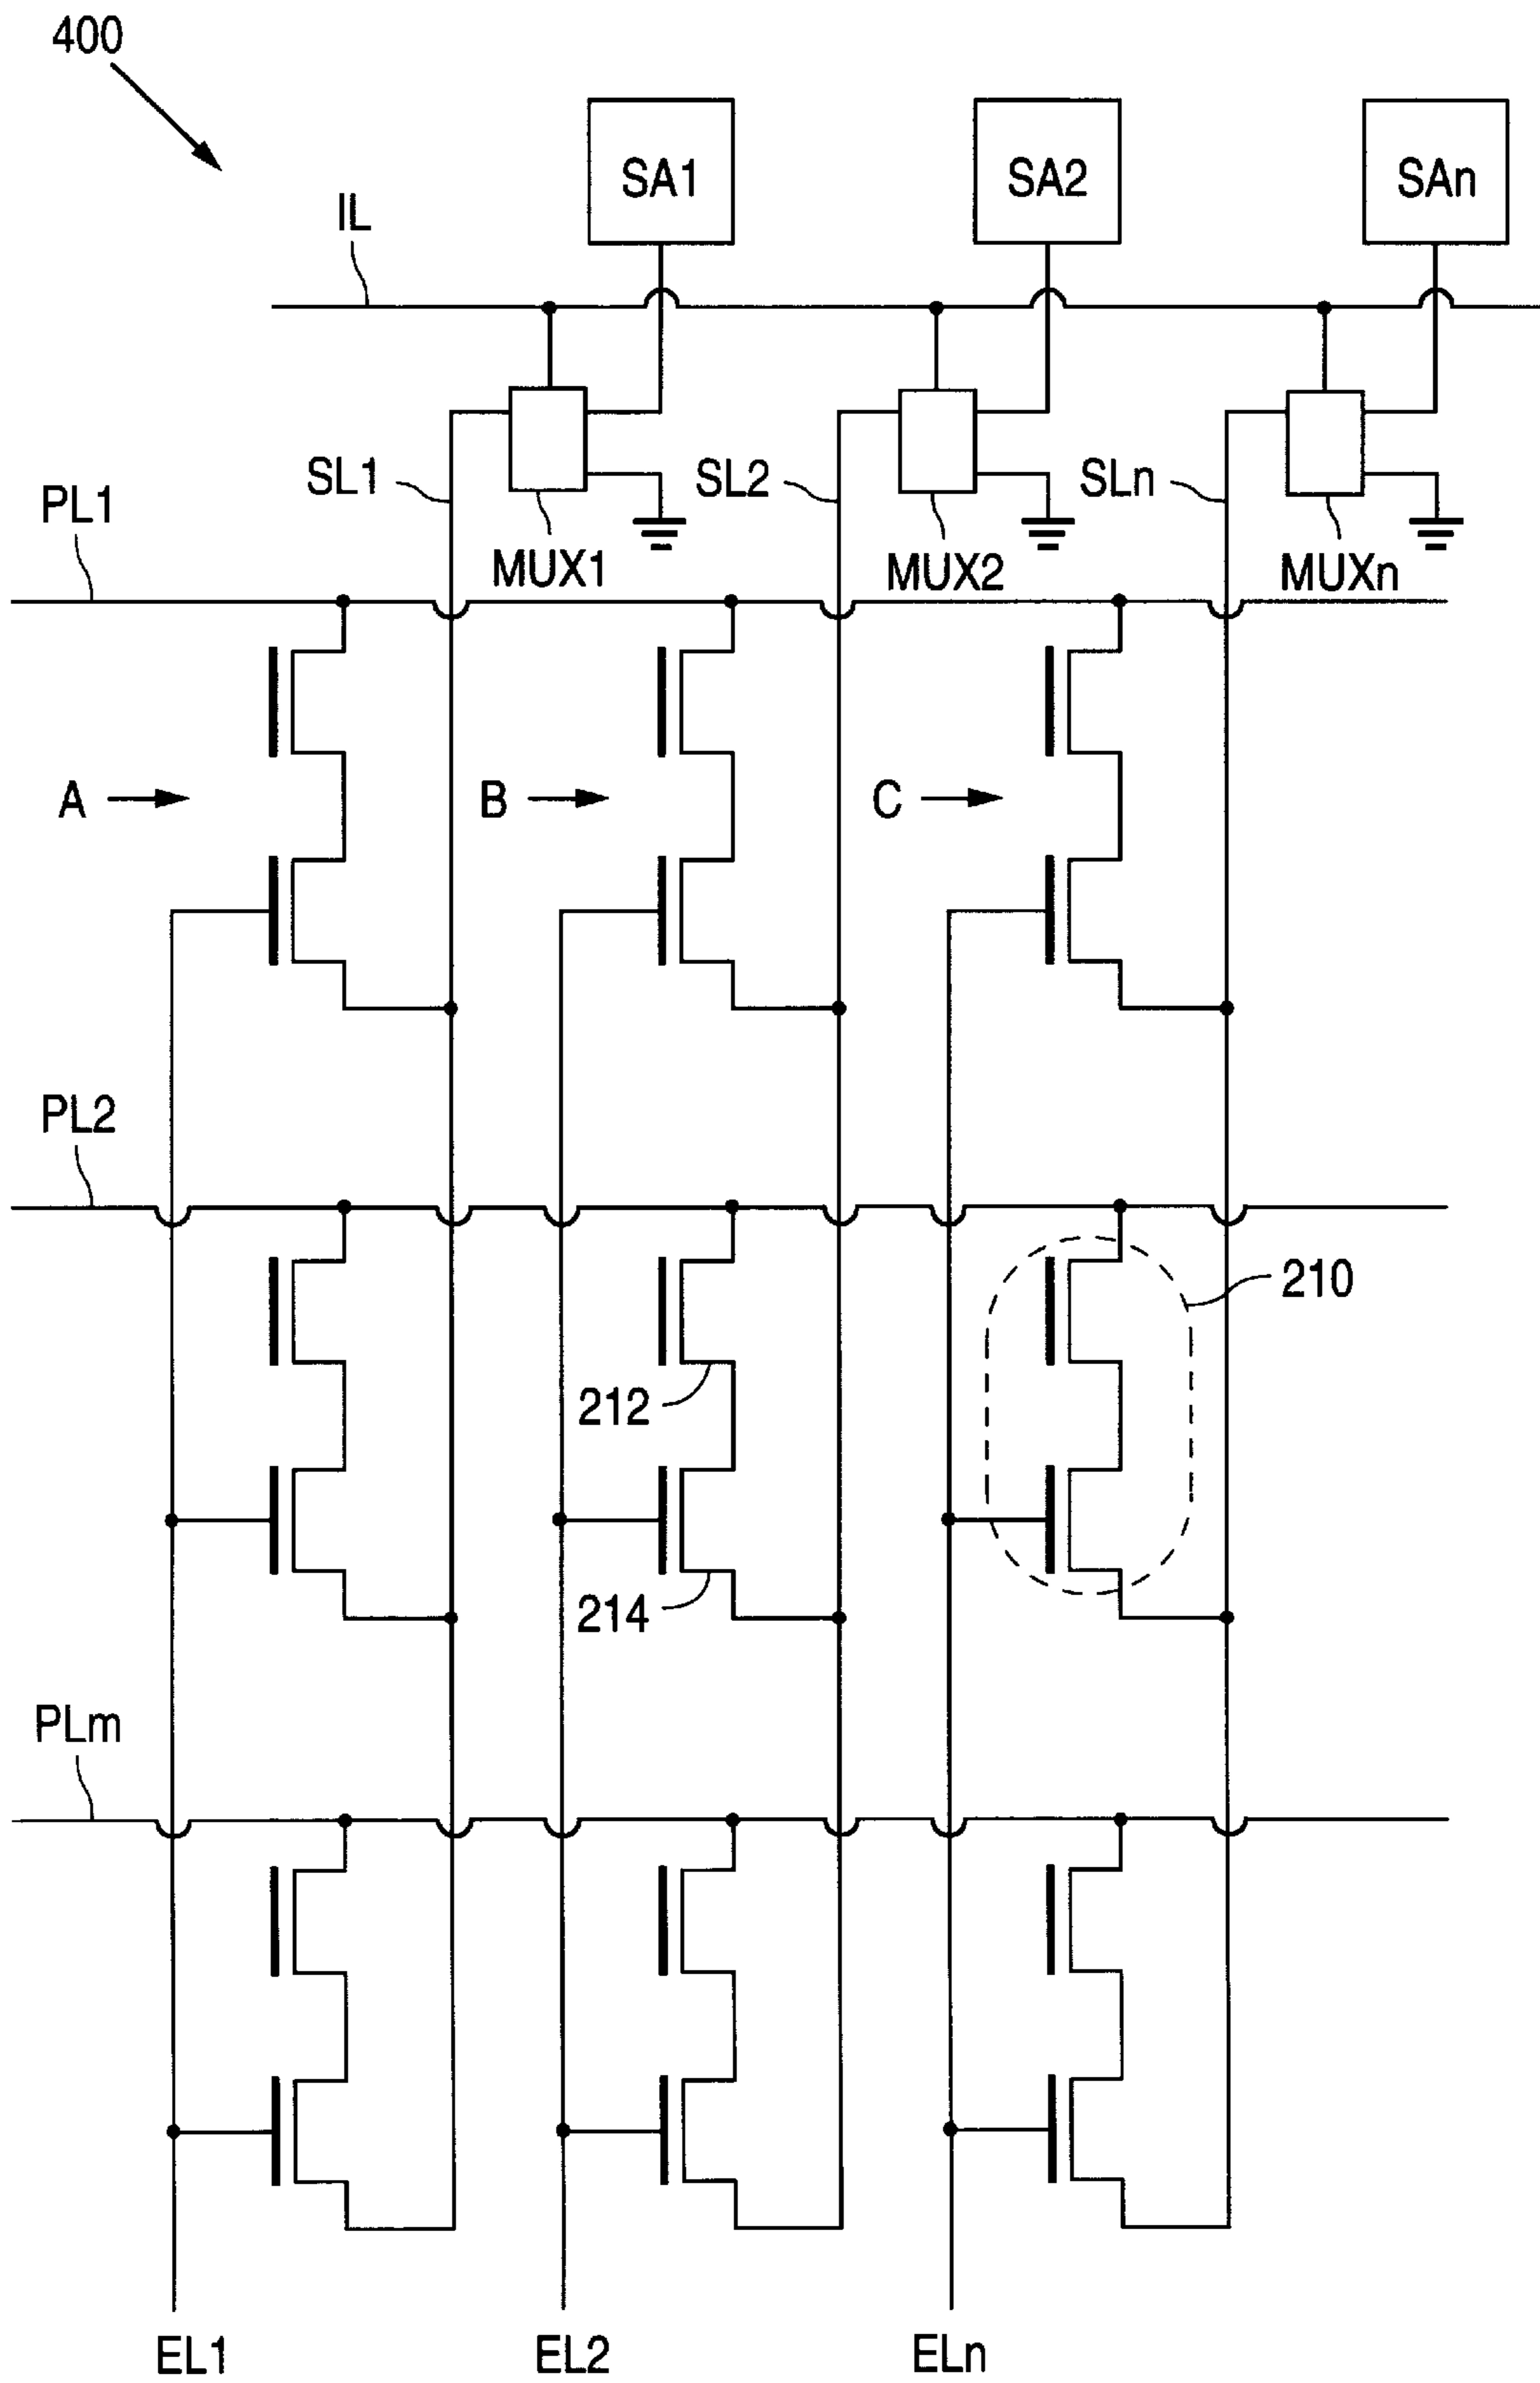 400
SA1
SA2
SAn
IL
SL1
SL2
SLn
PL1
MUX1
MUX2
MUXn
A
B
C
PL2
210
212
214
PLm
EL1
EL2
ELn